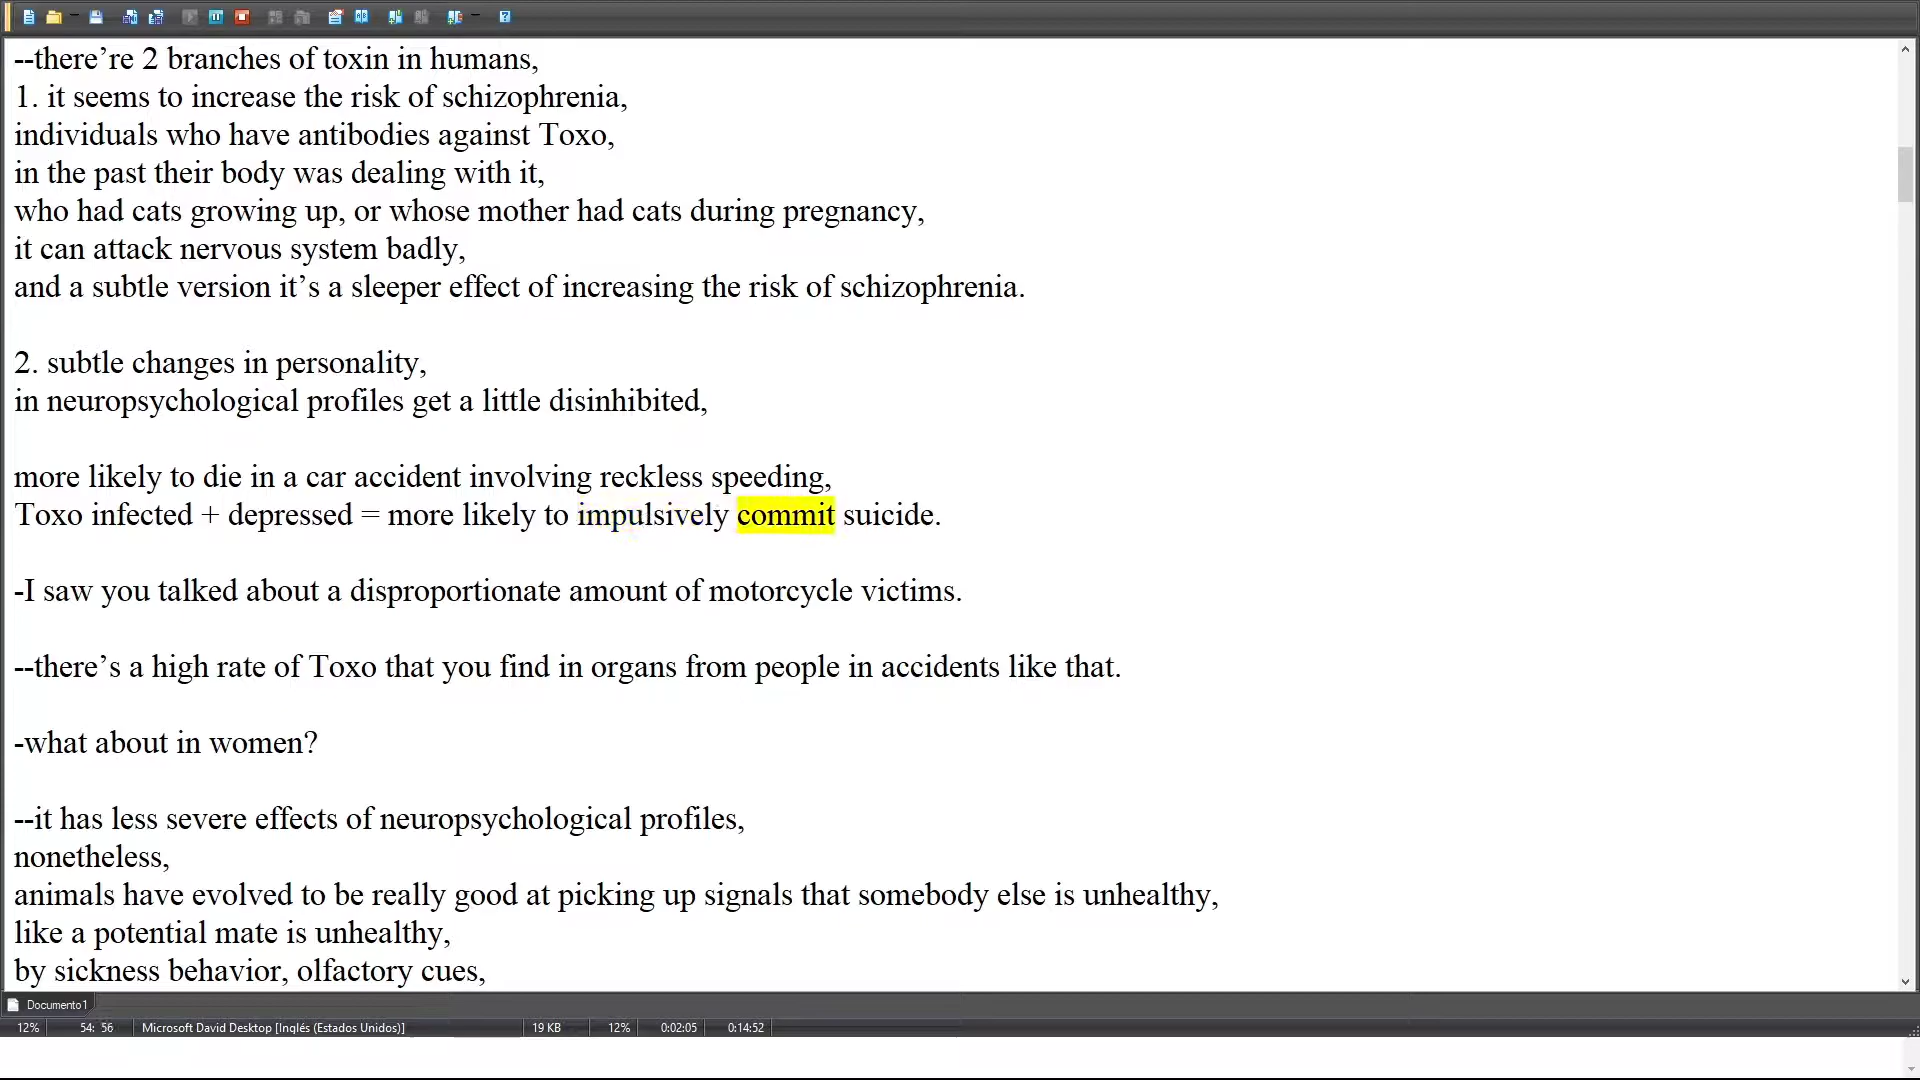 --there’re 2 branches of toxin in humans,
1. it seems to increase the risk of schizophrenia,
individuals who have antibodies against Toxo,
in the past their body was dealing with it,
who had cats growing up, or whose mother had cats during pregnancy,
it can attack nervous system badly,
and a subtle version it’s a sleeper effect of increasing the risk of schizophrenia.
2. subtle changes in personality,
in neuropsychological profiles get a little disinhibited,
more likely to die in a car accident involving reckless speeding,
Toxo infected + depressed = more likely to impulsively commit suicide.
-I saw you talked about a disproportionate amount of motorcycle victims.
--there’s a high rate of Toxo that you find in organs from people in accidents like that.
-what about in women?
--it has less severe effects of neuropsychological profiles,
nonetheless,
animals have evolved to be really good at picking up signals that somebody else is unhealthy,
like a potential mate is unhealthy,
by sickness behavior, olfactory cues,
Documento1
12% 54: 56 Microsoft David Desktop [Inglés (Estados Unidos)] 19 KB 12% 0:02:05 0:14:52